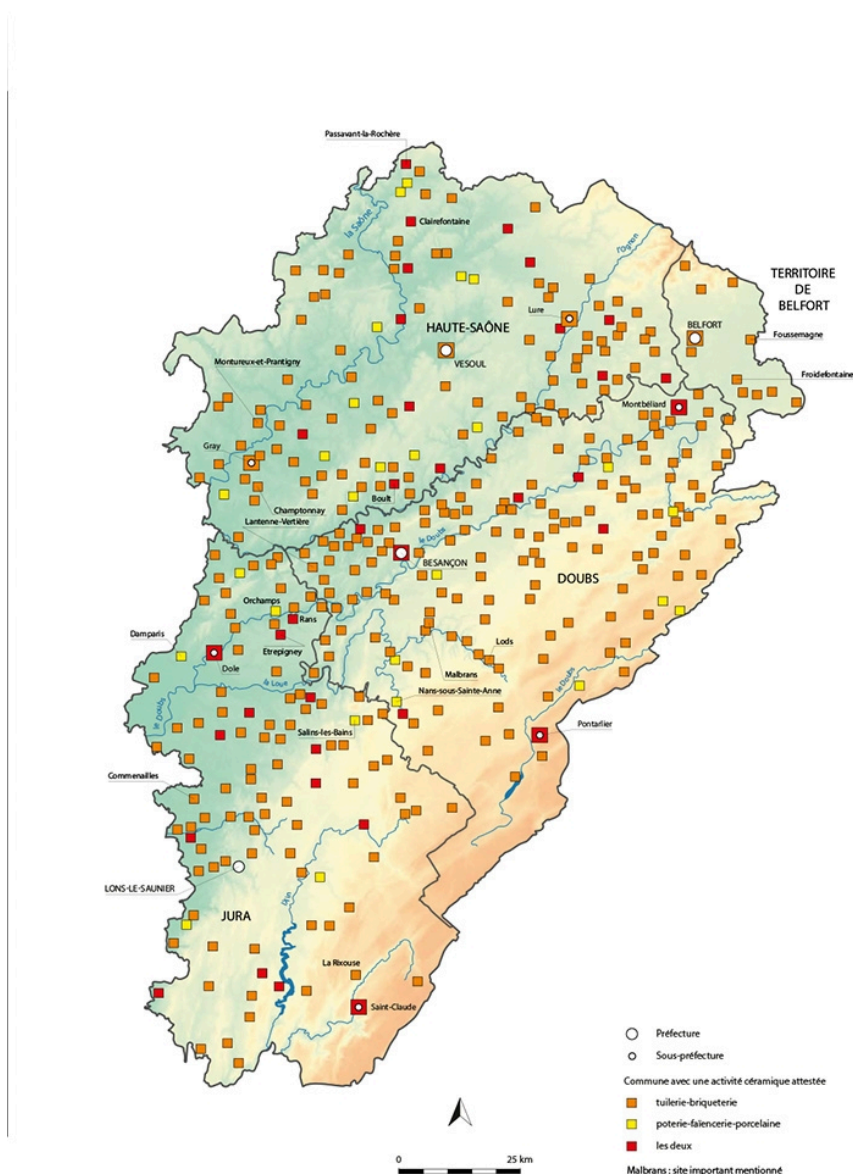 Passavant-la-Rochère
la Saône
Clairefontaine
l'Ognon
TERRITOIRE
DE
BELFORT
Lure
HAUTE-SAÔNE
BELFORT
Foussemagne
VESOUL
Montureux-et-Prantigny
Froidefontaine
Montbéliard
Gray
Champtonnay
Boult
Lantenne-Vertière
le Doubs
BESANÇON
DOUBS
Orchamps
Rans
Damparis
Etrepigney
Lods
Dole
Malbrans
la Loue
Nans-sous-Sainte-Anne
le Doubs
le Doubs
Salins-les-Bains
Pontarlier
Commenailles
LONS-LE-SAUNIER
l'Ain
JURA
La Rixouse
Saint-Claude
Préfecture
Sous-préfecture
Commune avec une activité céramique attestée
tuilerie-briqueterie
poterie-faïencerie-porcelaine
les deux
0 25 km
Malbrans : site important mentionné